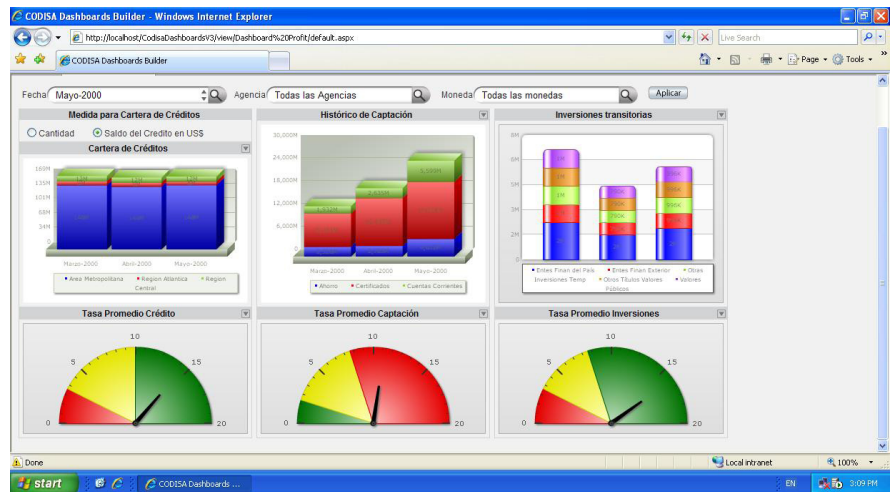 CODISA Dashboards Builder - Windows Internet Explorer
http://localhost/CodisaDashboardsV3/view/Dashboard%20Profit/default.aspx
Live Search
CODISA Dashboards Builder
Page Tools
Fecha Mayo-2000 Agencia Todas las Agencias Moneda Todas las monedas Aplicar
Medida para Cartera de Créditos
Cantidad Saldo del Credito en US$
Cartera de Créditos
169M
135M
101M
68M
34M
0
Marzo-2000 Abril-2000 Mayo-2000
Area Metropolitana Region Atlantica Region
Central
Histórico de Captación
30,000M
24,000M
18,000M
12,000M
6,000M
0
Marzo-2000 Abril-2000 Mayo-2000
Ahorro Certificados Cuentas Corrientes
Inversiones transitorias
8M
6M
5M
3M
2M
0
Entes Finan del País Entes Finan Exterior Otras
Inversiones Temp Otros Títulos Valores Valores
Públicos
Tasa Promedio Crédito
0 5 10 15 20
Tasa Promedio Captación
0 5 10 15 20
Tasa Promedio Inversiones
0 5 10 15 20
Done Local intranet 100%
start CODISA Dashboards ... EN 3:09 PM